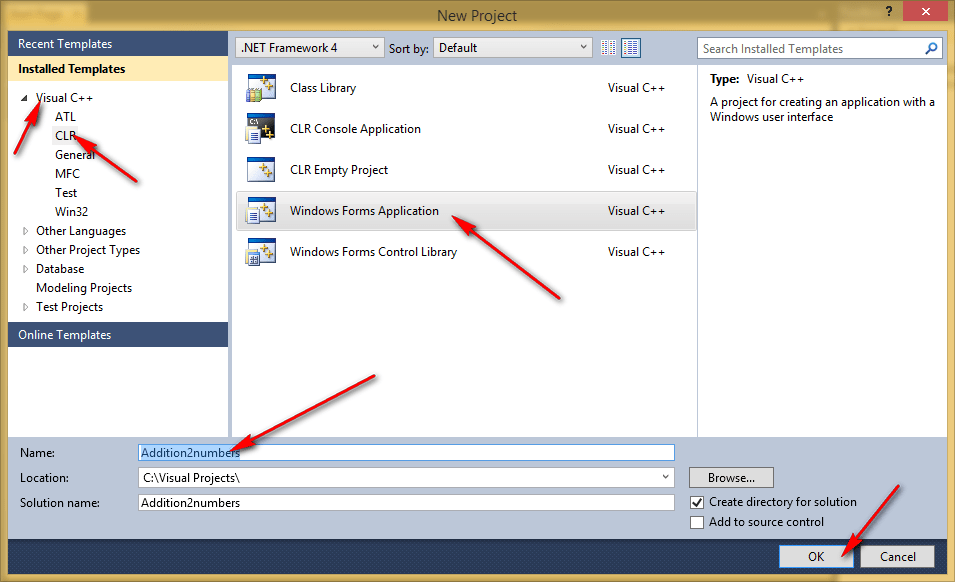 New Project
?
x
Recent Templates
Installed Templates
Visual C++
ATL
CLR
General
MFC
Test
Win32
Other Languages
Other Project Types
Database
Modeling Projects
Test Projects
Online Templates
.NET Framework 4
Sort by:
Default
Class Library Visual C++
CLR Console Application Visual C++
CLR Empty Project Visual C++
Windows Forms Application Visual C++
Windows Forms Control Library Visual C++
Search Installed Templates
Type: Visual C++
A project for creating an application with a
Windows user interface
Name: Addition2numbers
Location: C:\Visual Projects\
Browse...
Solution name: Addition2numbers
Create directory for solution
Add to source control
OK
Cancel